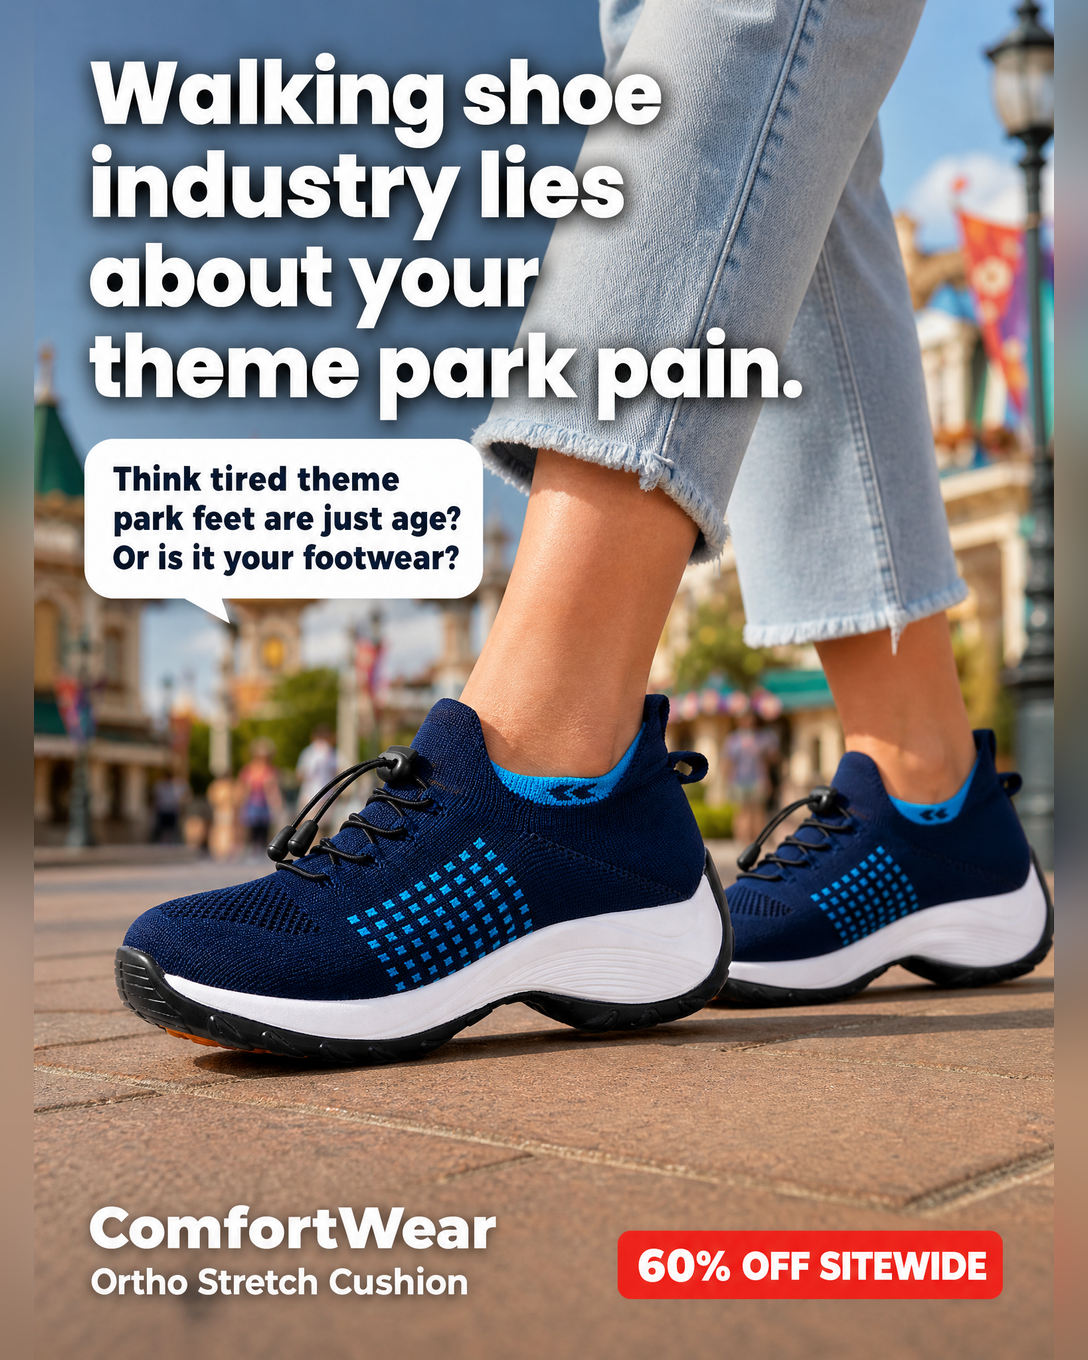 Walking shoe
industry lies
about your
theme park pain.
Think tired theme
park feet are just age?
Or is it your footwear?
ComfortWear
Ortho Stretch Cushion
60% OFF SITEWIDE